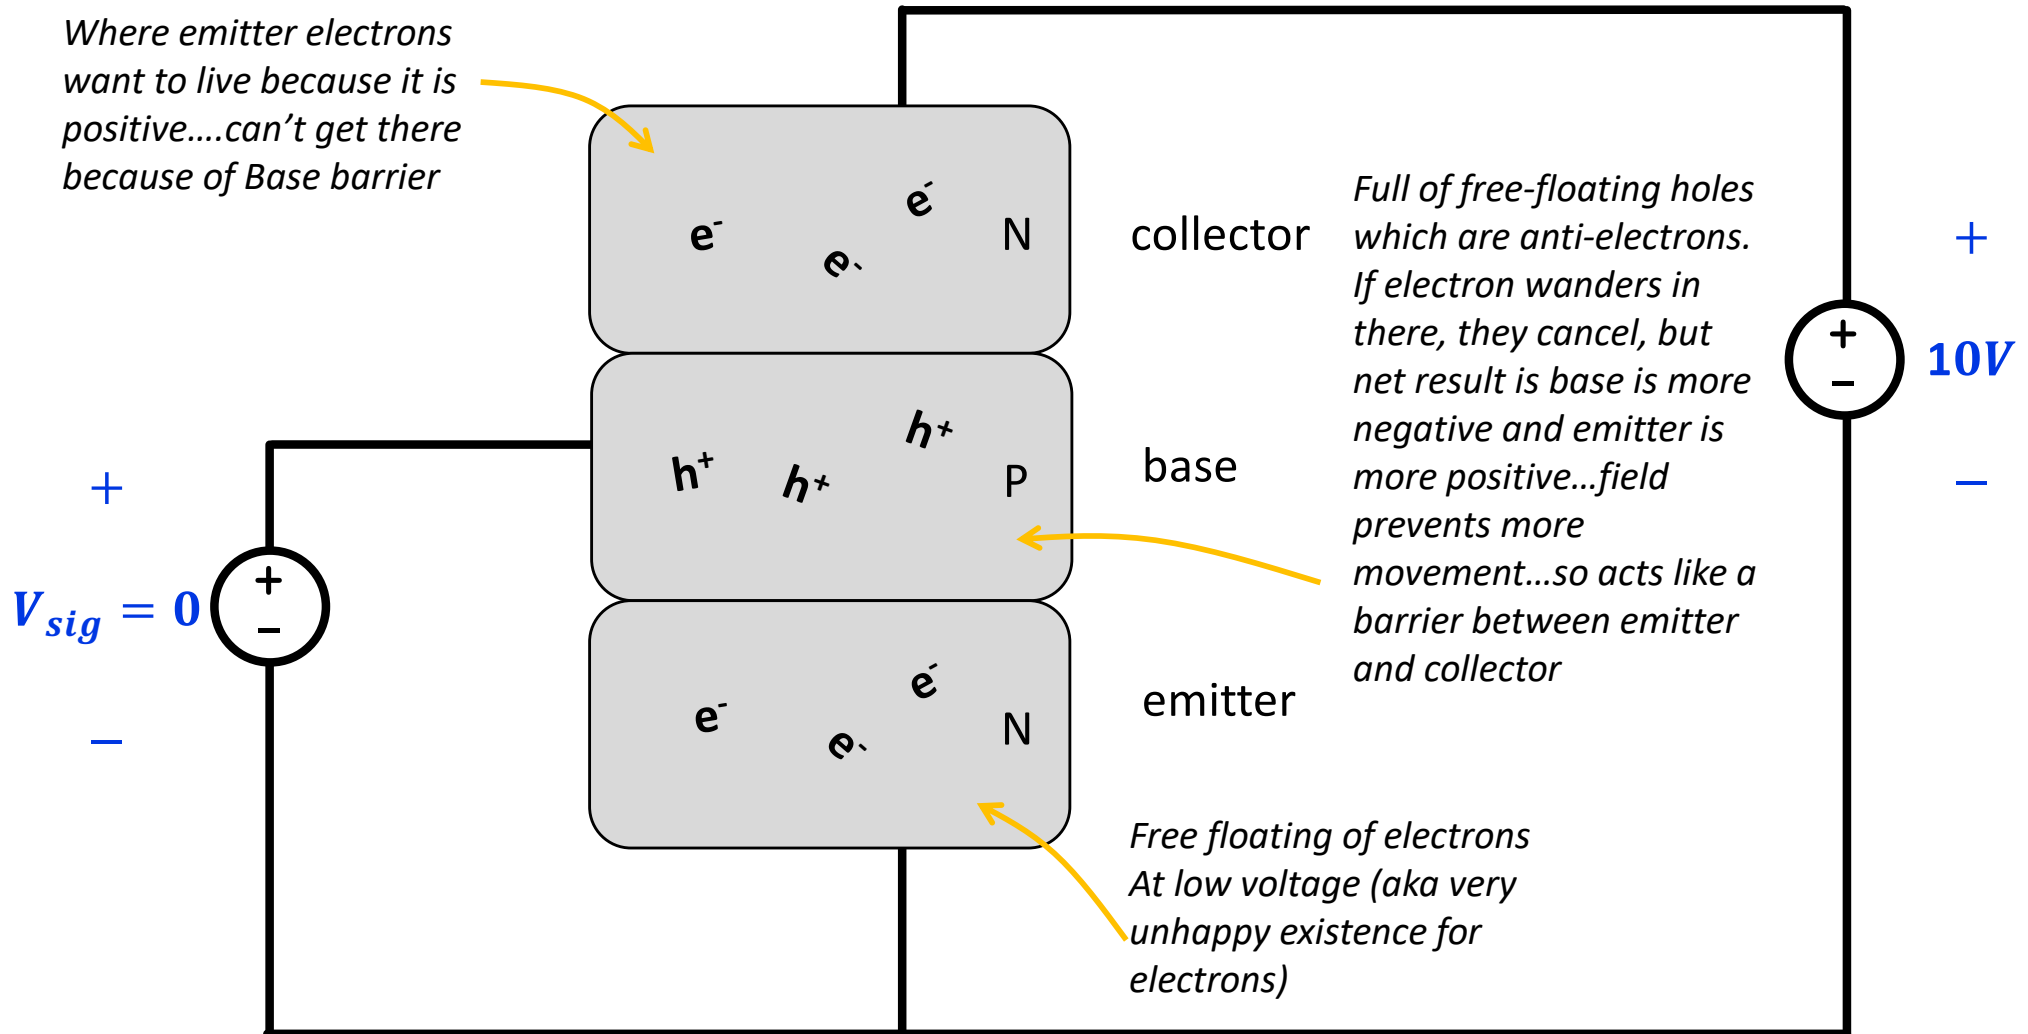 Where emitter electrons
want to live because it is
positive….can’t get there
because of Base barrier
e⁻
e⁻
e⁻
N
collector
Full of free-floating holes
which are anti-electrons.
If electron wanders in
there, they cancel, but
net result is base is more
negative and emitter is
more positive…field
prevents more
movement…so acts like a
barrier between emitter
and collector
+
+
−
10V
−
h⁺
h⁺
h⁺
P
base
+
V_sig = 0
+
−
−
e⁻
e⁻
e⁻
N
emitter
Free floating of electrons
At low voltage (aka very
unhappy existence for
electrons)